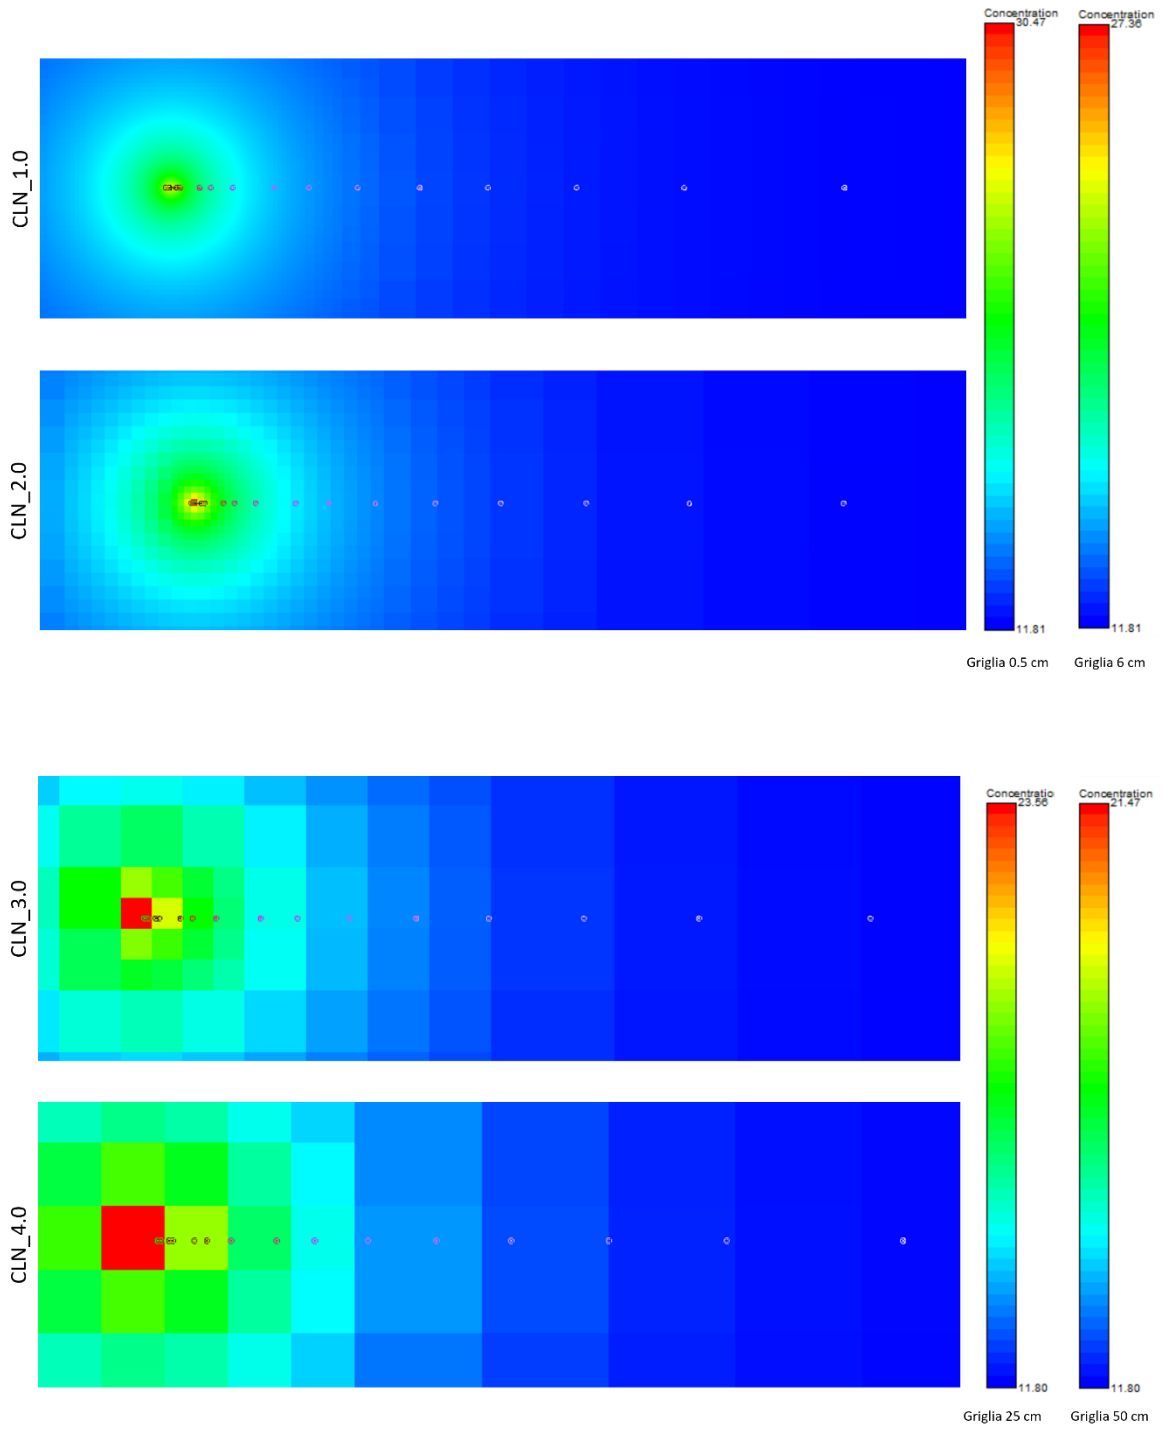 Concentration
30.47
Concentration
27.36
CLN_1.0
CLN_2.0
11.81
11.81
Griglia 0.5 cm
Griglia 6 cm
Concentratio
23.56
Concentration
21.47
CLN_3.0
CLN_4.0
11.80
11.80
Griglia 25 cm
Griglia 50 cm